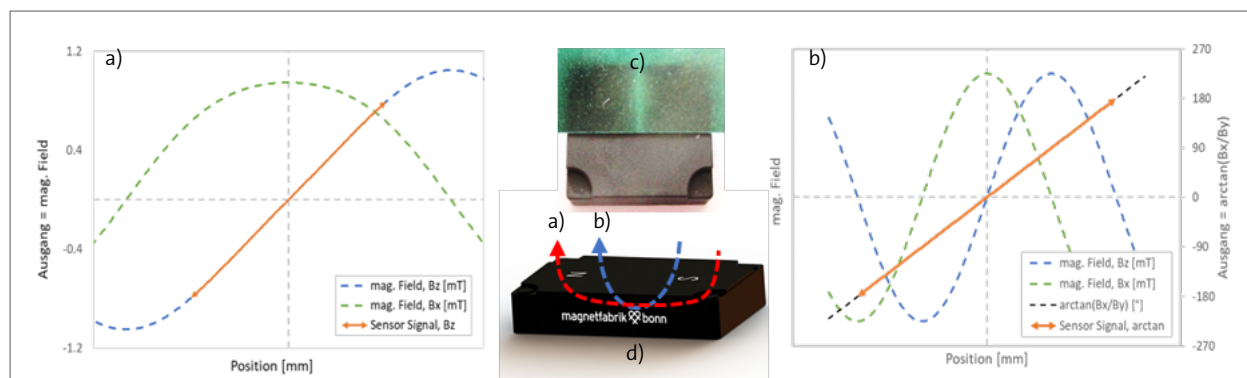 a)
1.2
0.4
-0.4
-1.2
Ausgang = mag. Field
mag. Field, Bz [mT]
mag. Field, Bx [mT]
Sensor Signal, Bz
Position [mm]
c)
a)
b)
N
S
magnetfabrik bonn
d)
b)
270
180
90
0
-90
-180
-270
mag. Field
Ausgang = arctan(Bx/By)
mag. Field, Bz [mT]
mag. Field, Bx [mT]
arctan(Bx/By) [°]
Sensor Signal, arctan
Position [mm]